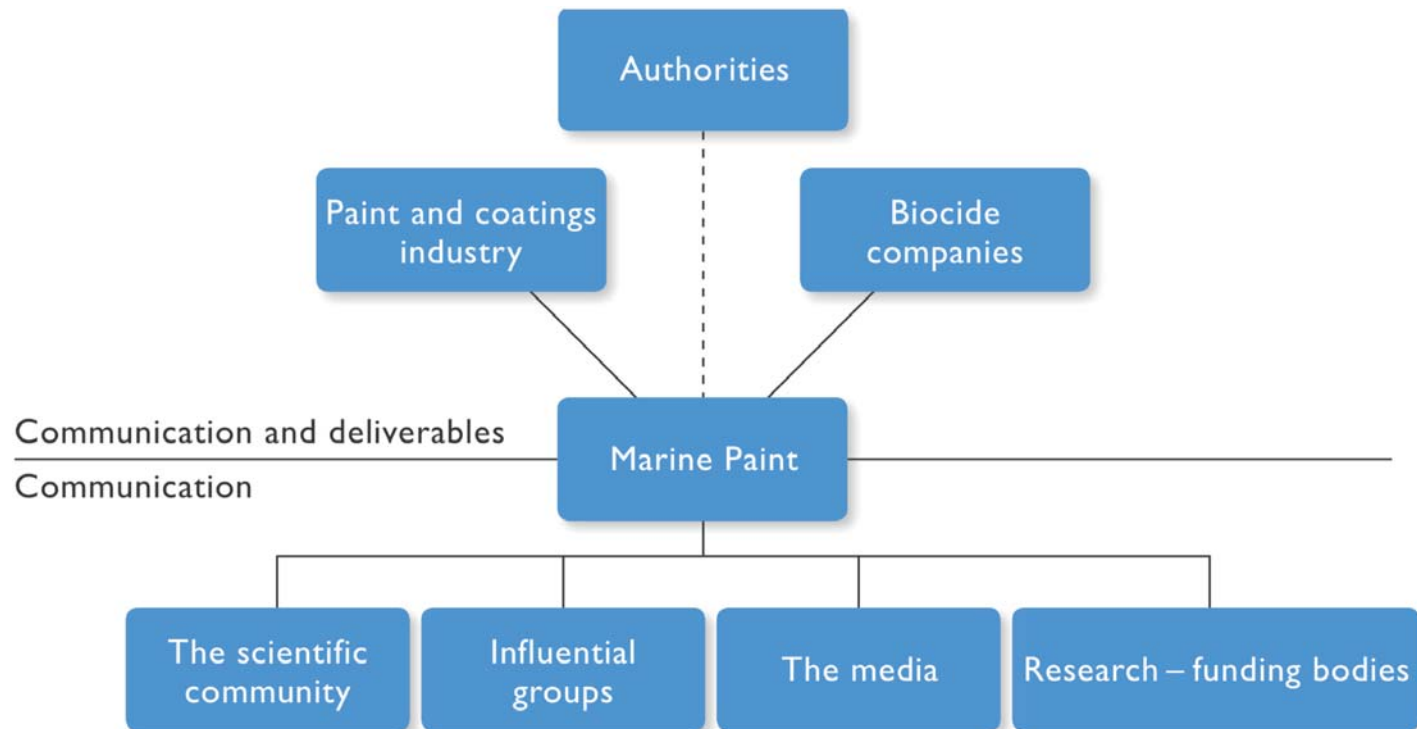 Authorities
Paint and coatings
industry
Biocide
companies
Communication and deliverables
Marine Paint
Communication
The scientific
community
Influential
groups
The media
Research – funding bodies